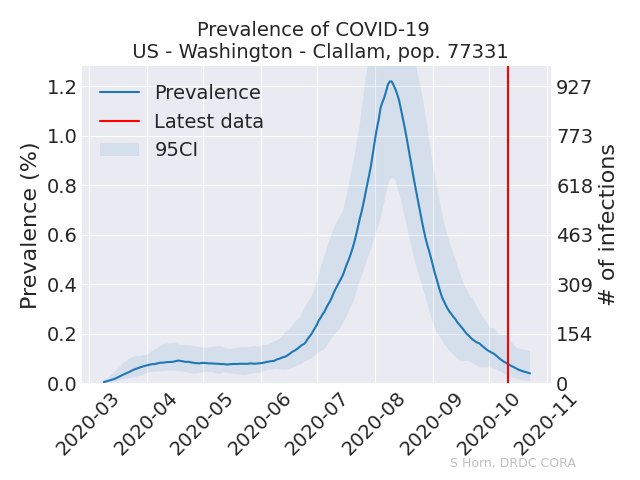 Prevalence of COVID-19
US - Washington - Clallam, pop. 77331
Prevalence
Latest data
95CI
Prevalence (%)
1.2
1.0
0.8
0.6
0.4
0.2
0.0
927
773
618
463
309
154
0
# of infections
2020-03
2020-04
2020-05
2020-06
2020-07
2020-08
2020-09
2020-10
2020-11
S Horn, DRDC CORA